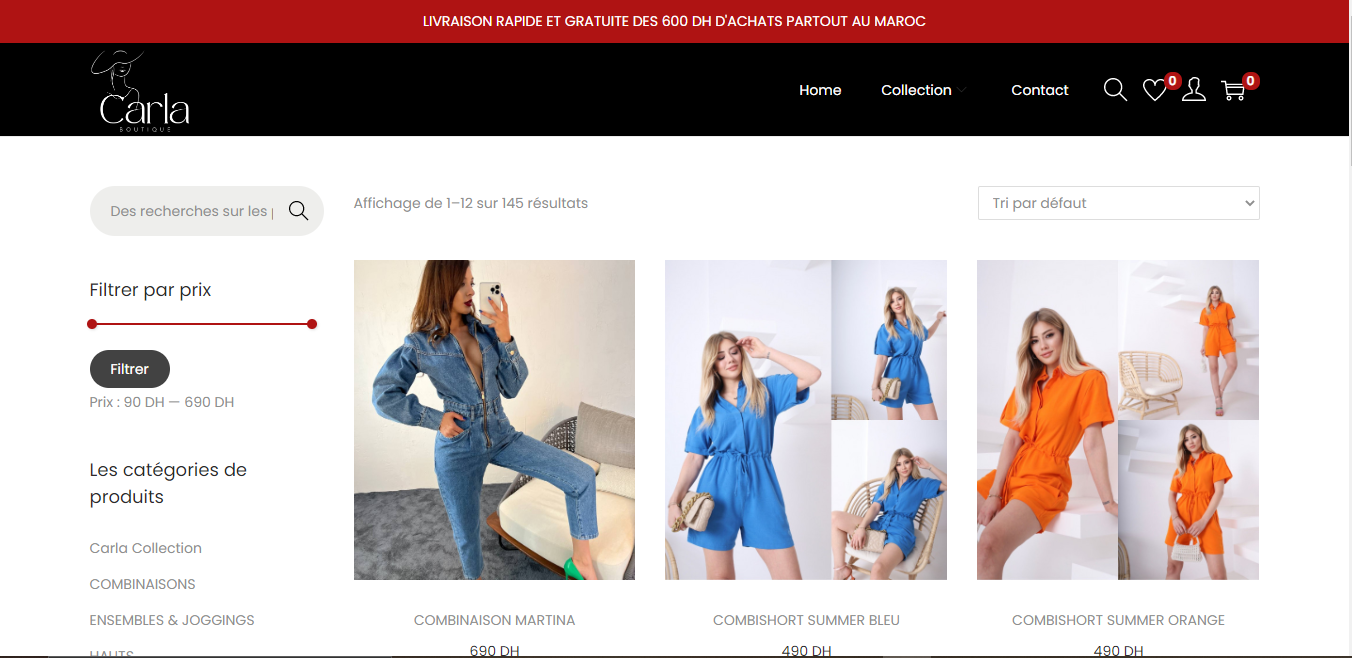 LIVRAISON RAPIDE ET GRATUITE DES 600 DH D'ACHATS PARTOUT AU MAROC
Carla
BOUTIQUE
Home
Collection
Contact
0
0
Des recherches sur les
Affichage de 1–12 sur 145 résultats
Tri par défaut
Filtrer par prix
Filtrer
Prix : 90 DH — 690 DH
Les catégories de
produits
Carla Collection
COMBINAISONS
ENSEMBLES & JOGGINGS
HAUTS
COMBINAISON MARTINA
690 DH
COMBISHORT SUMMER BLEU
490 DH
COMBISHORT SUMMER ORANGE
490 DH